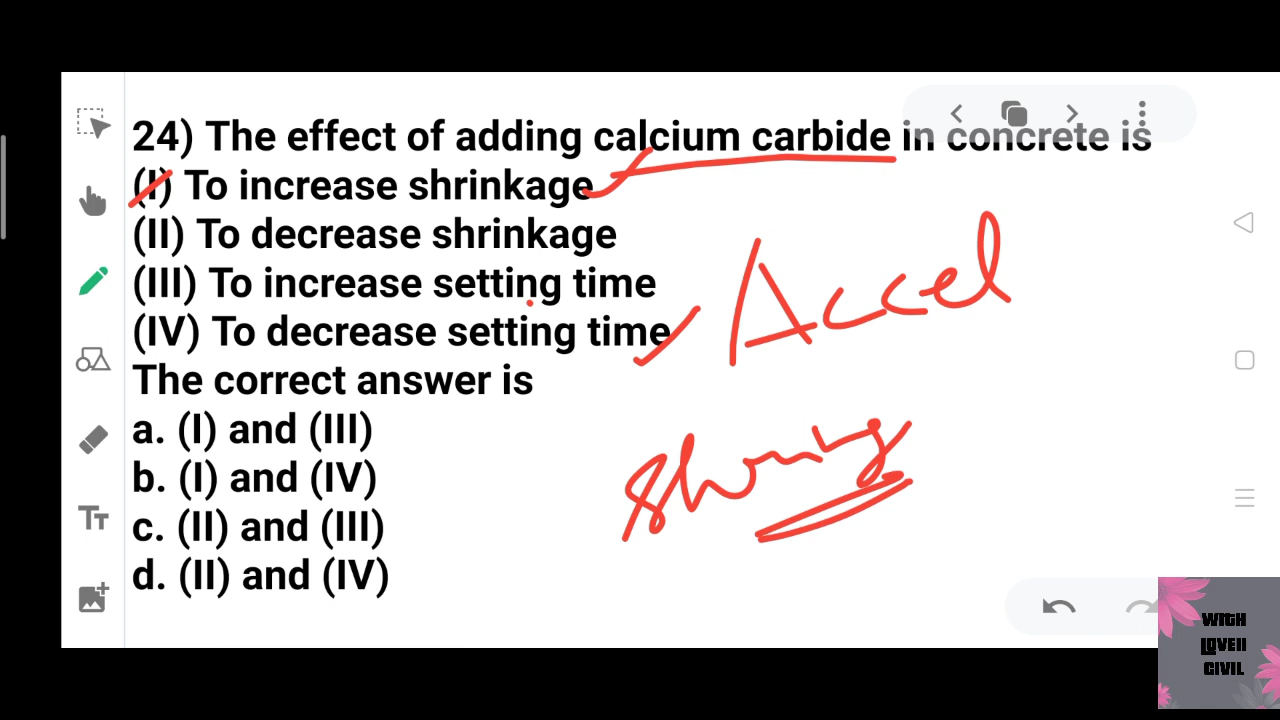 24) The effect of adding calcium carbide in concrete is
(I) To increase shrinkage
(II) To decrease shrinkage
(III) To increase setting time
(IV) To decrease setting time
Accel
The correct answer is
a. (I) and (III)
b. (I) and (IV)
c. (II) and (III)
d. (II) and (IV)
TT
WITH
LOVEII
CIVIL